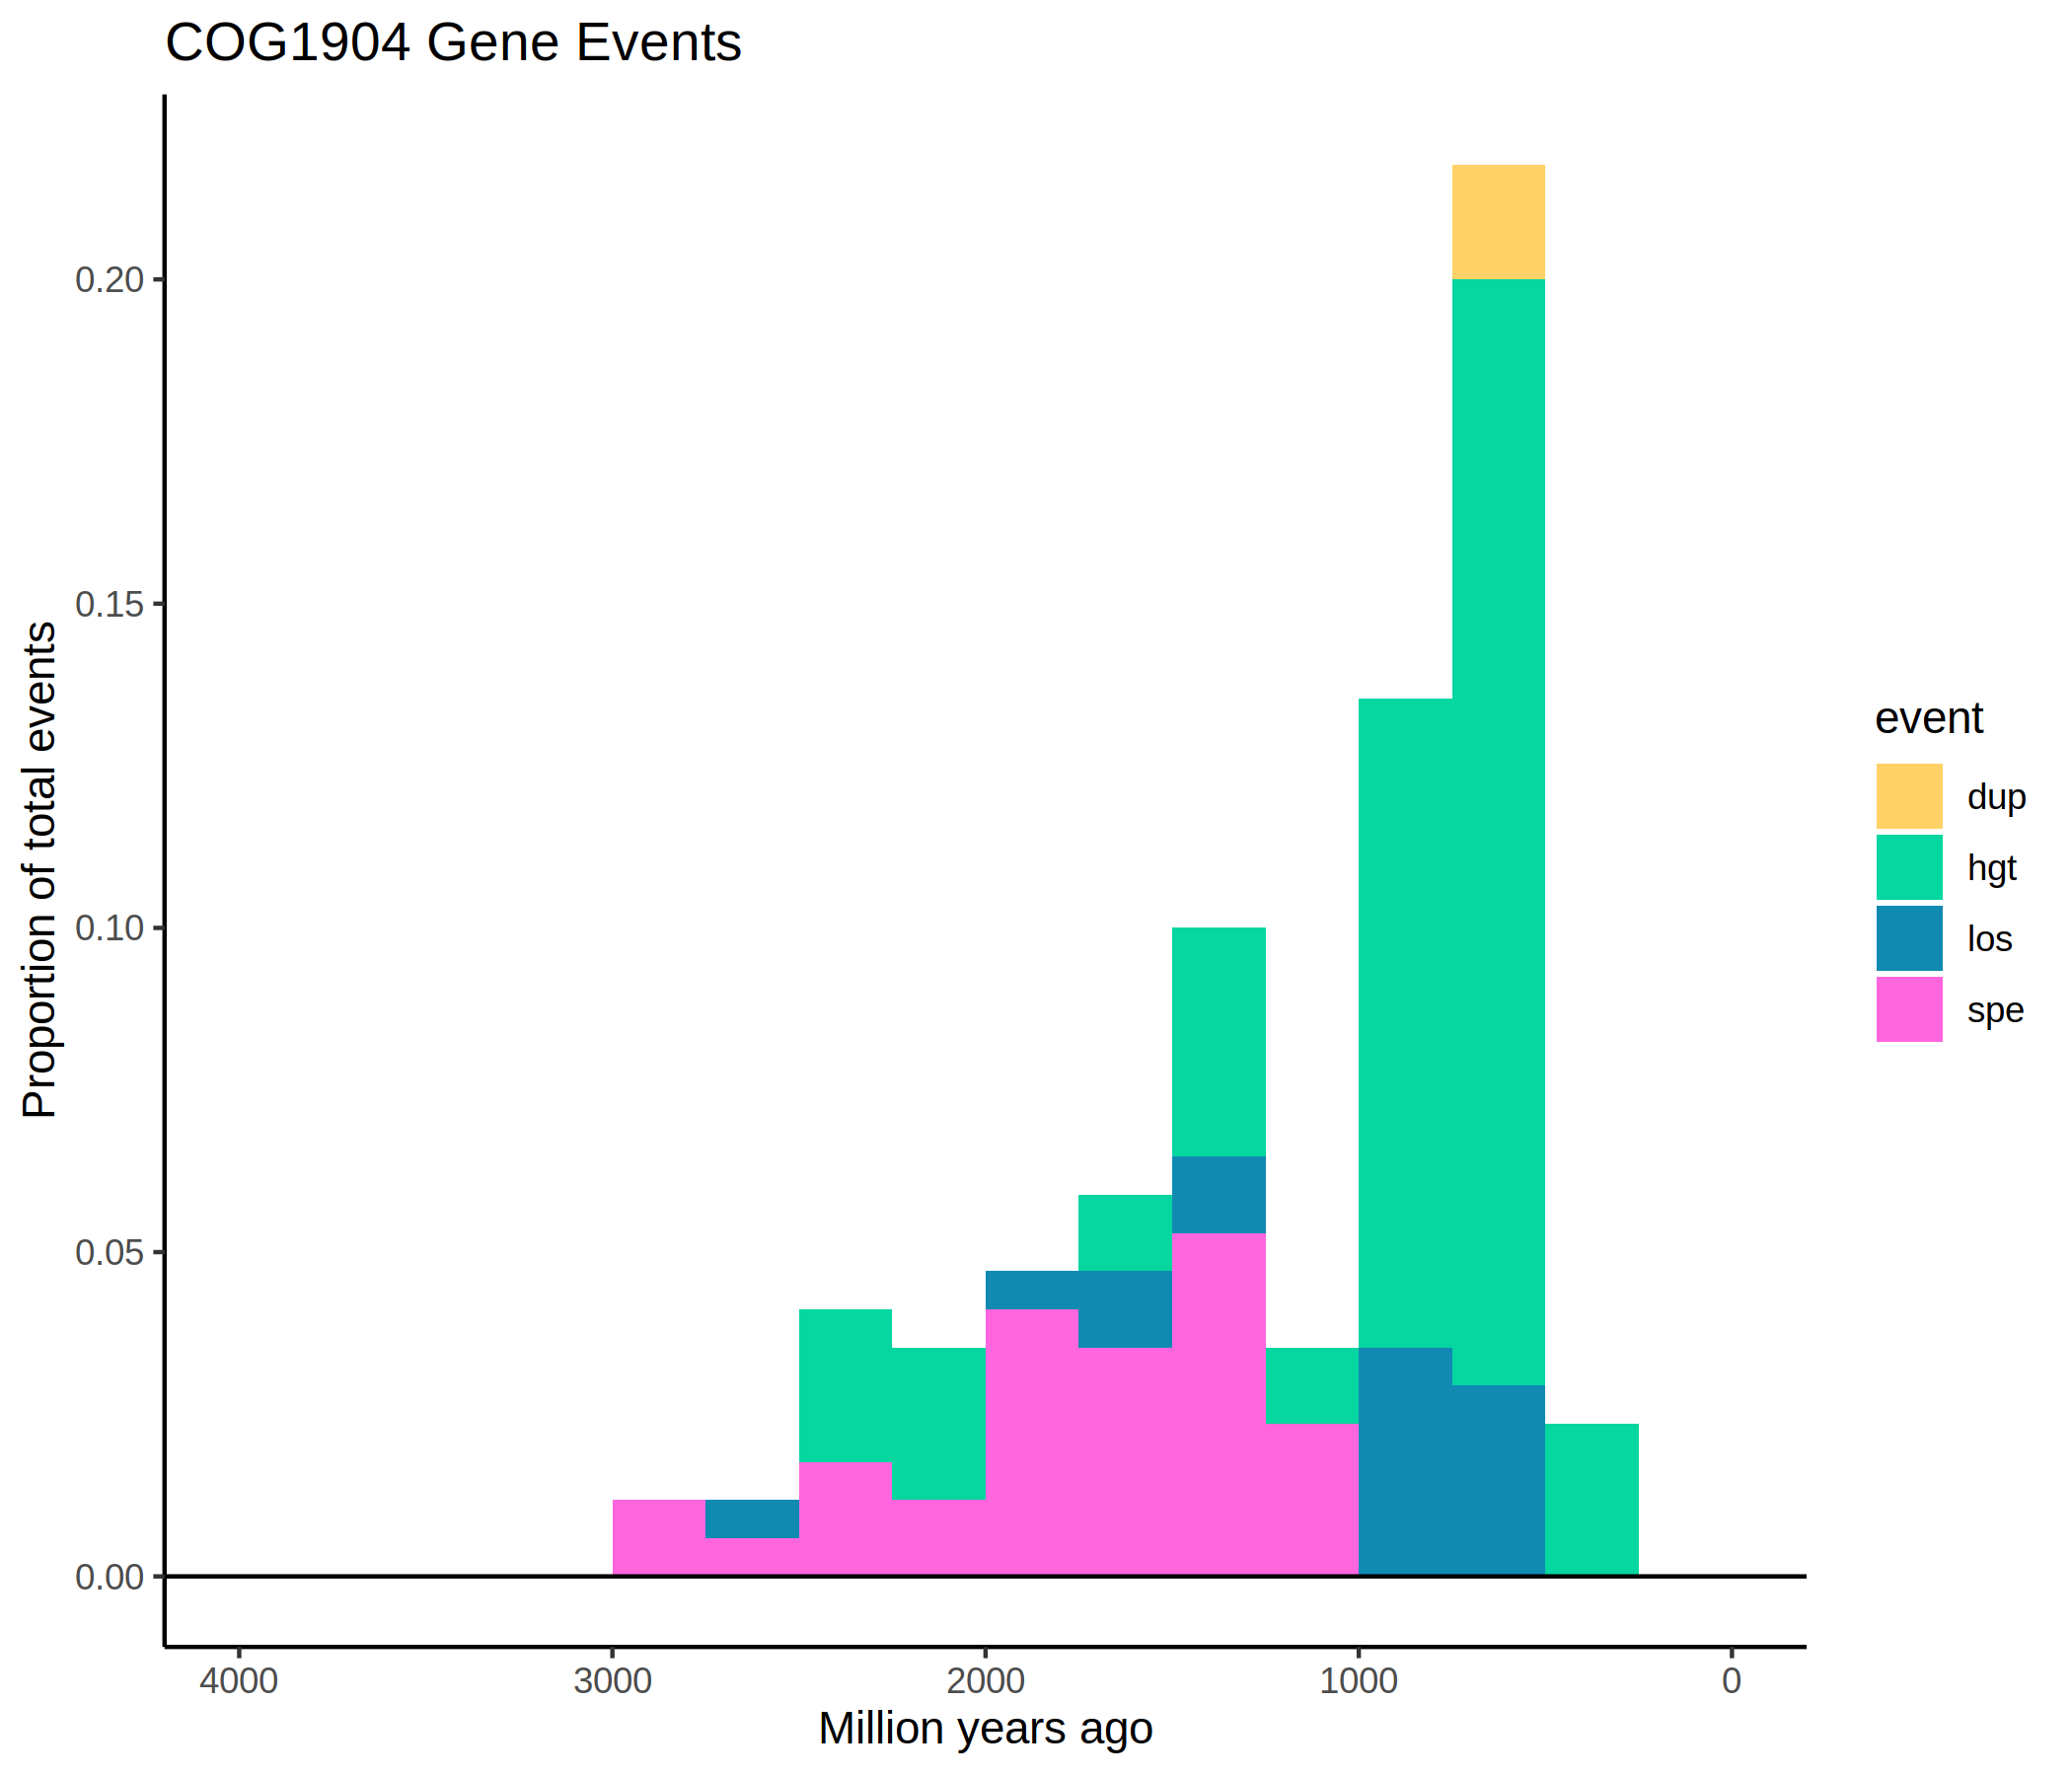 COG1904 Gene Events
Proportion of total events
0.20
0.15
0.10
0.05
0.00
4000 3000 2000 1000 0
Million years ago
event
dup
hgt
los
spe